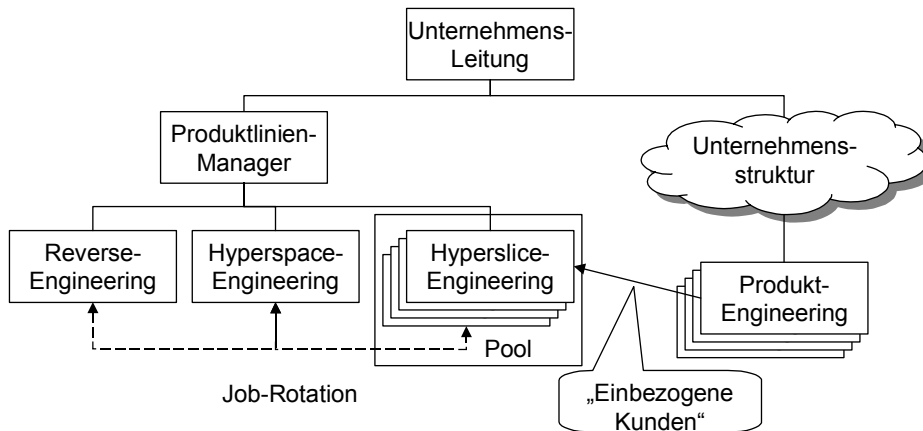 Unternehmens-
Leitung
Produktlinien-
Manager
Unternehmens-
struktur
Reverse-
Engineering
Hyperspace-
Engineering
Hyperslice-
Engineering
Produkt-
Engineering
Pool
Job-Rotation
„Einbezogene
Kunden“